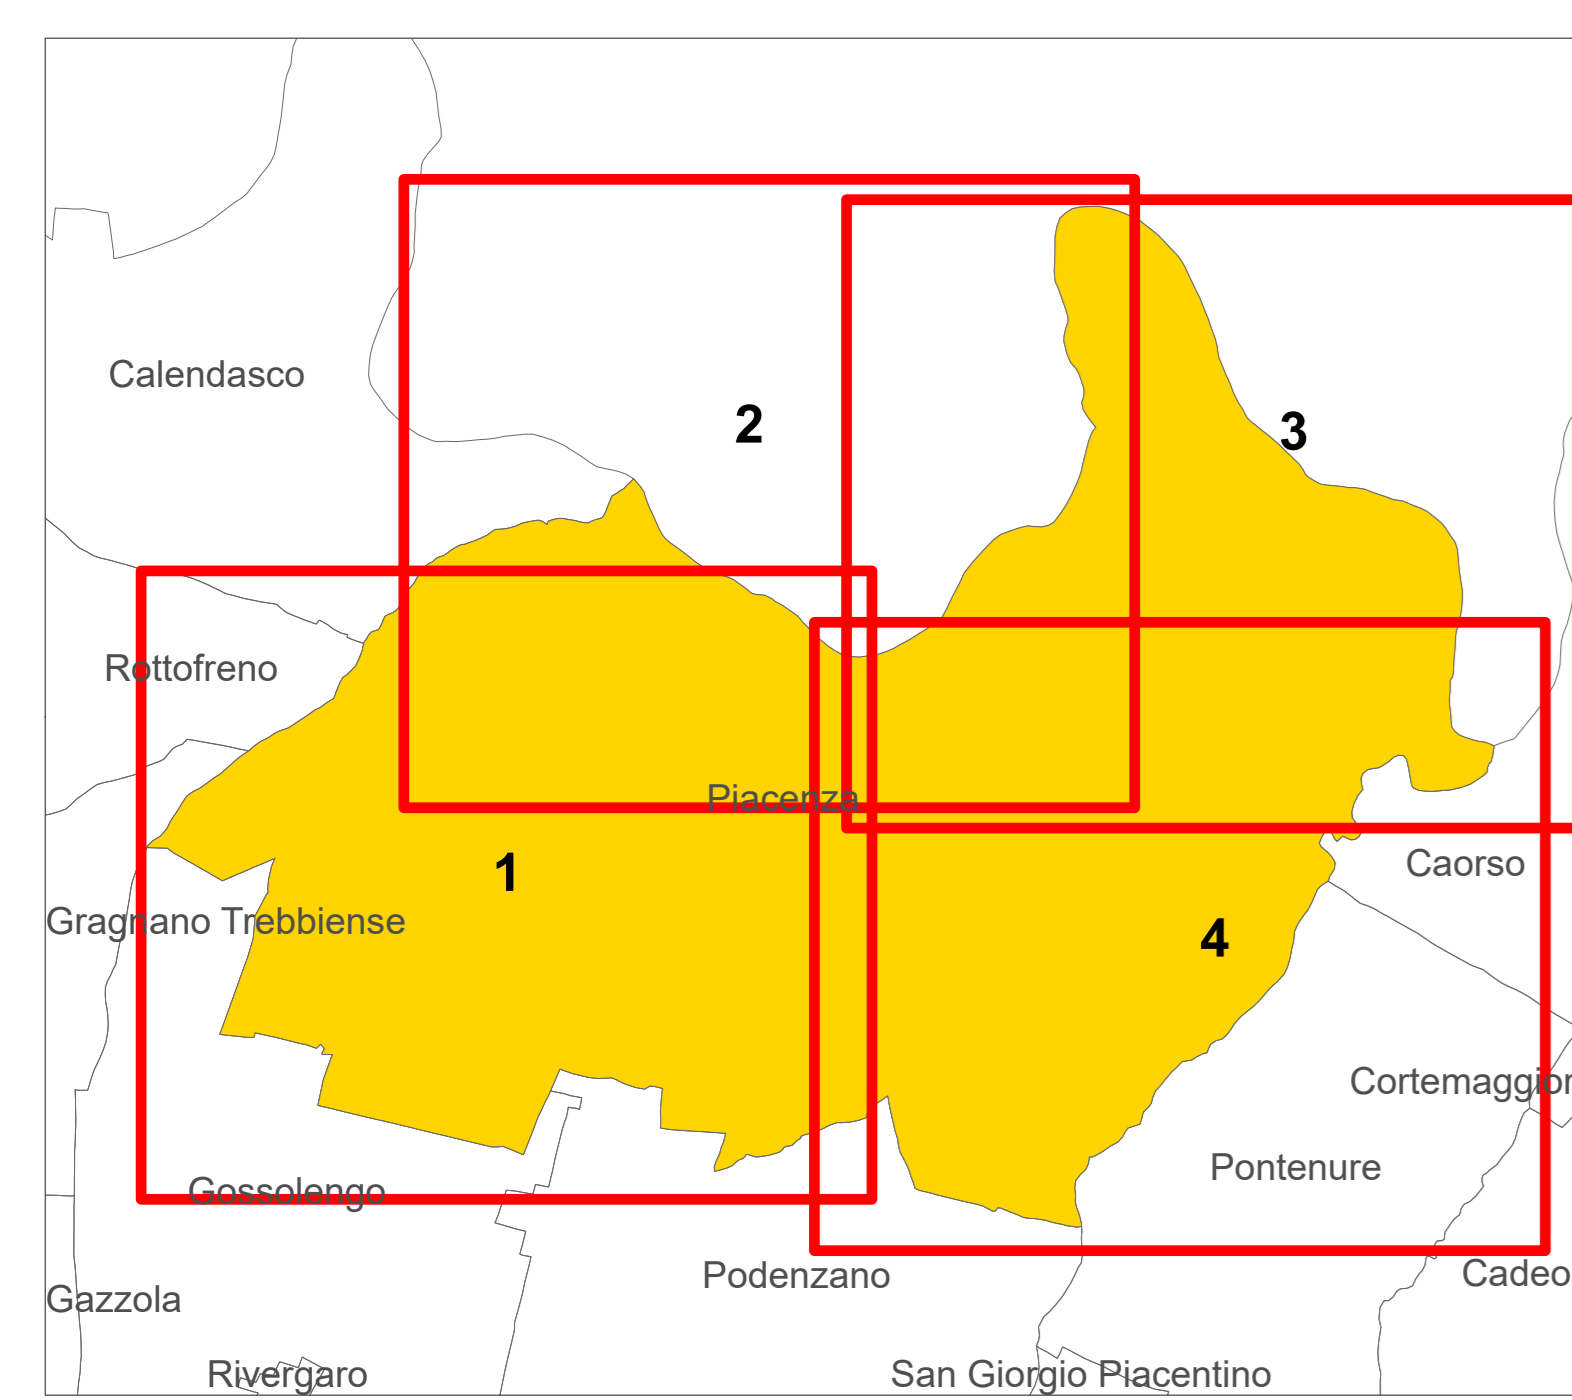 Calendasco
2
3
Rottofreno
Piacenza
1
Caorso
Gragnano Trebbiense
4
Cortemaggior
Pontenure
Gossolengo
Podenzano
Cadeo
Gazzola
Rivergaro
San Giorgio Piacentino